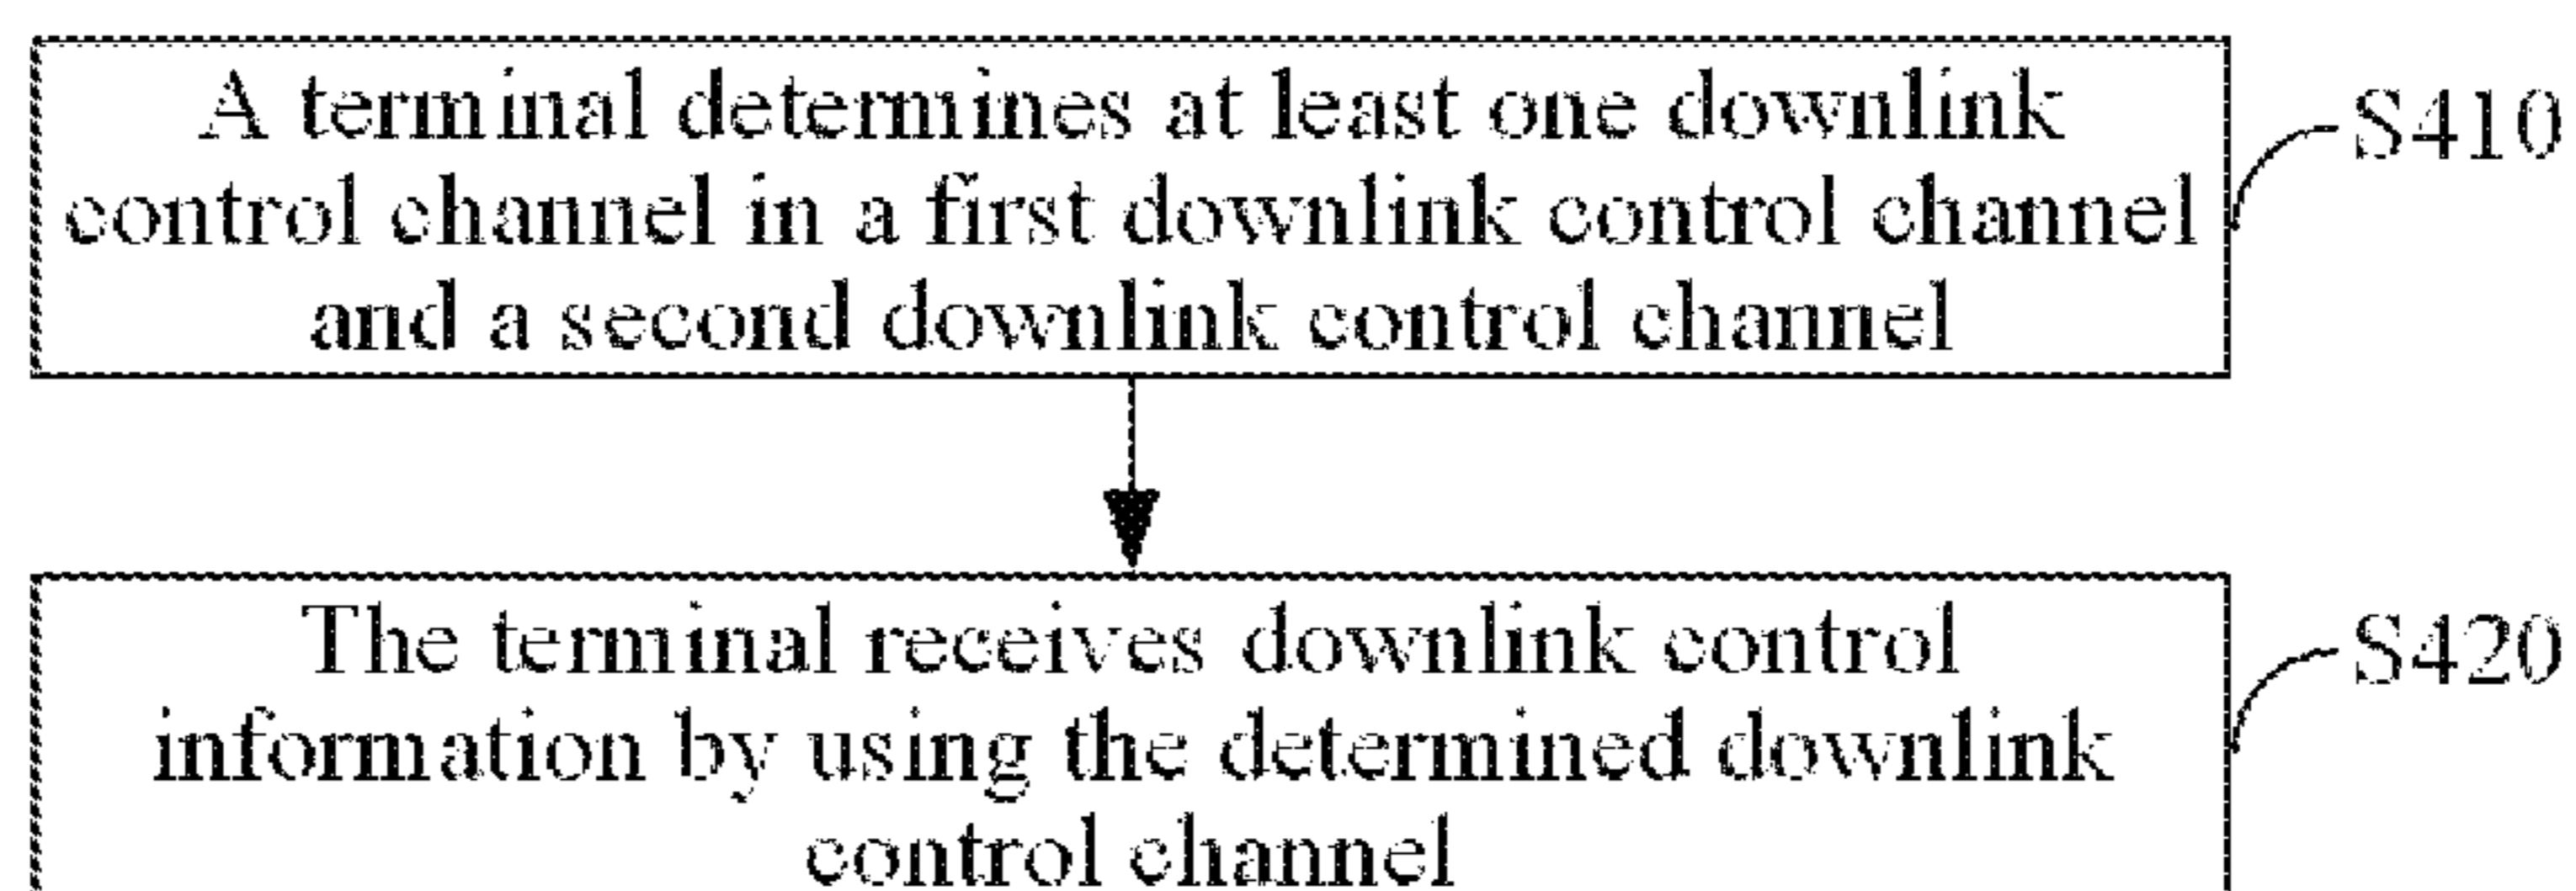 A terminal determines at least one downlink
control channel in a first downlink control channel
and a second downlink control channel
S410
The terminal receives downlink control
information by using the determined downlink
control channel
S420